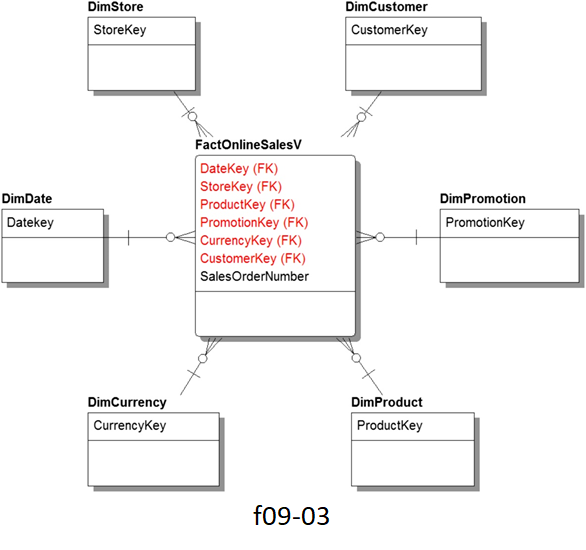 DimStore
StoreKey
DimCustomer
CustomerKey
FactOnlineSalesV
DateKey (FK)
StoreKey (FK)
ProductKey (FK)
PromotionKey (FK)
CurrencyKey (FK)
CustomerKey (FK)
SalesOrderNumber
DimDate
Datekey
DimPromotion
PromotionKey
DimCurrency
CurrencyKey
DimProduct
ProductKey
f09-03